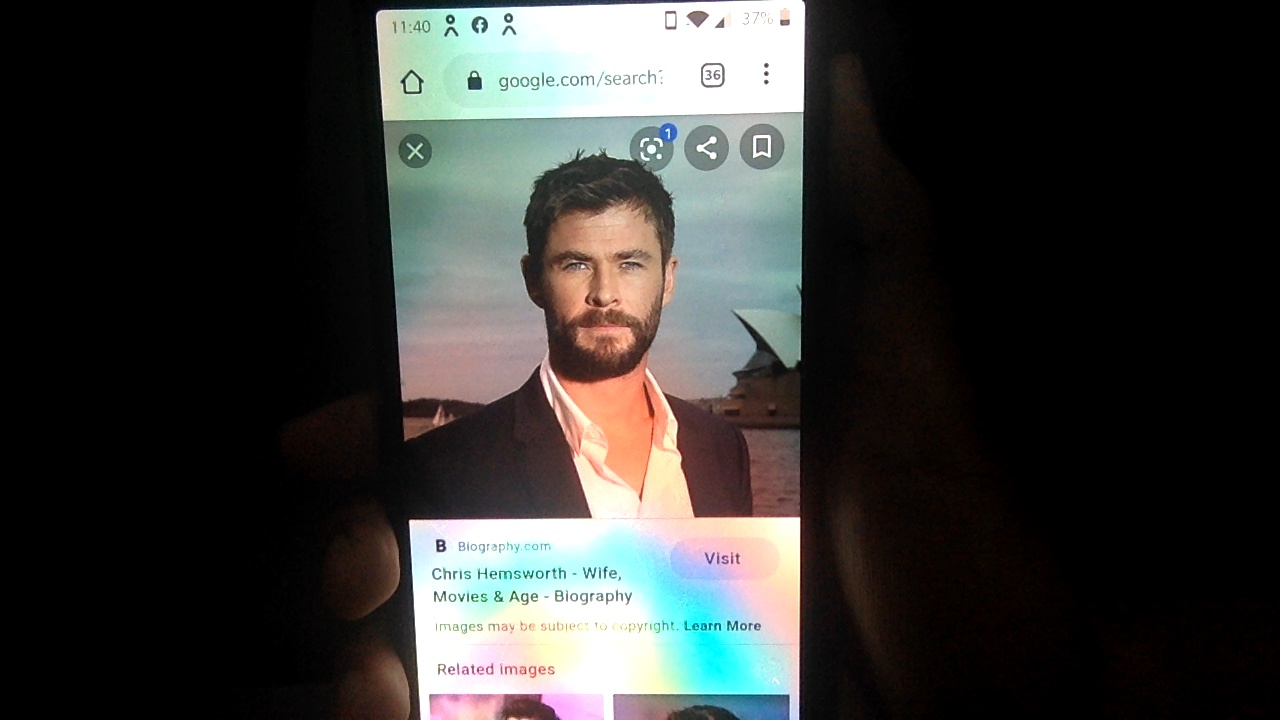 11:40 37%
google.com/search? 36
1
B Biography.com
Visit
Chris Hemsworth - Wife,
Movies & Age - Biography
Images may be subject to copyright. Learn More
Related images